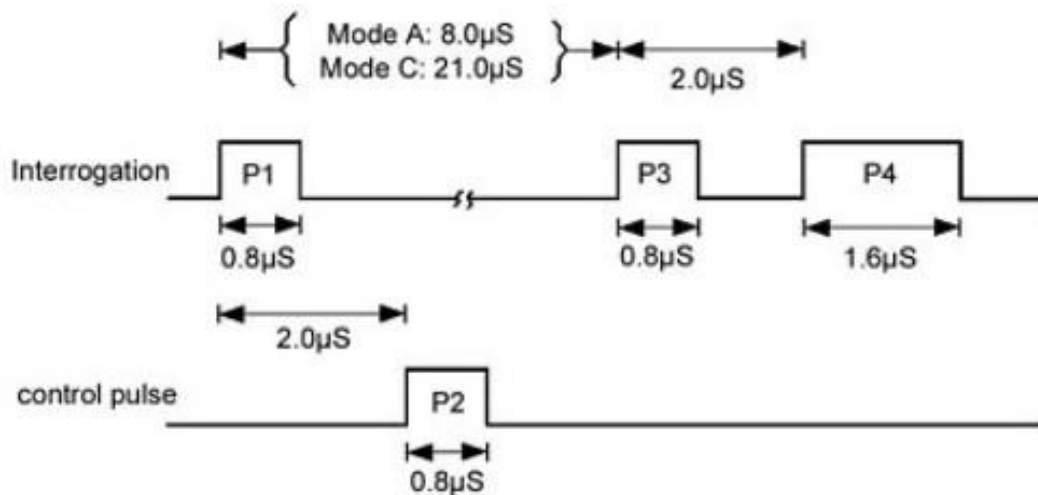 Mode A: 8.0µS
Mode C: 21.0µS
2.0µS
Interrogation
P1
P3
P4
0.8µS
0.8µS
1.6µS
2.0µS
control pulse
P2
0.8µS